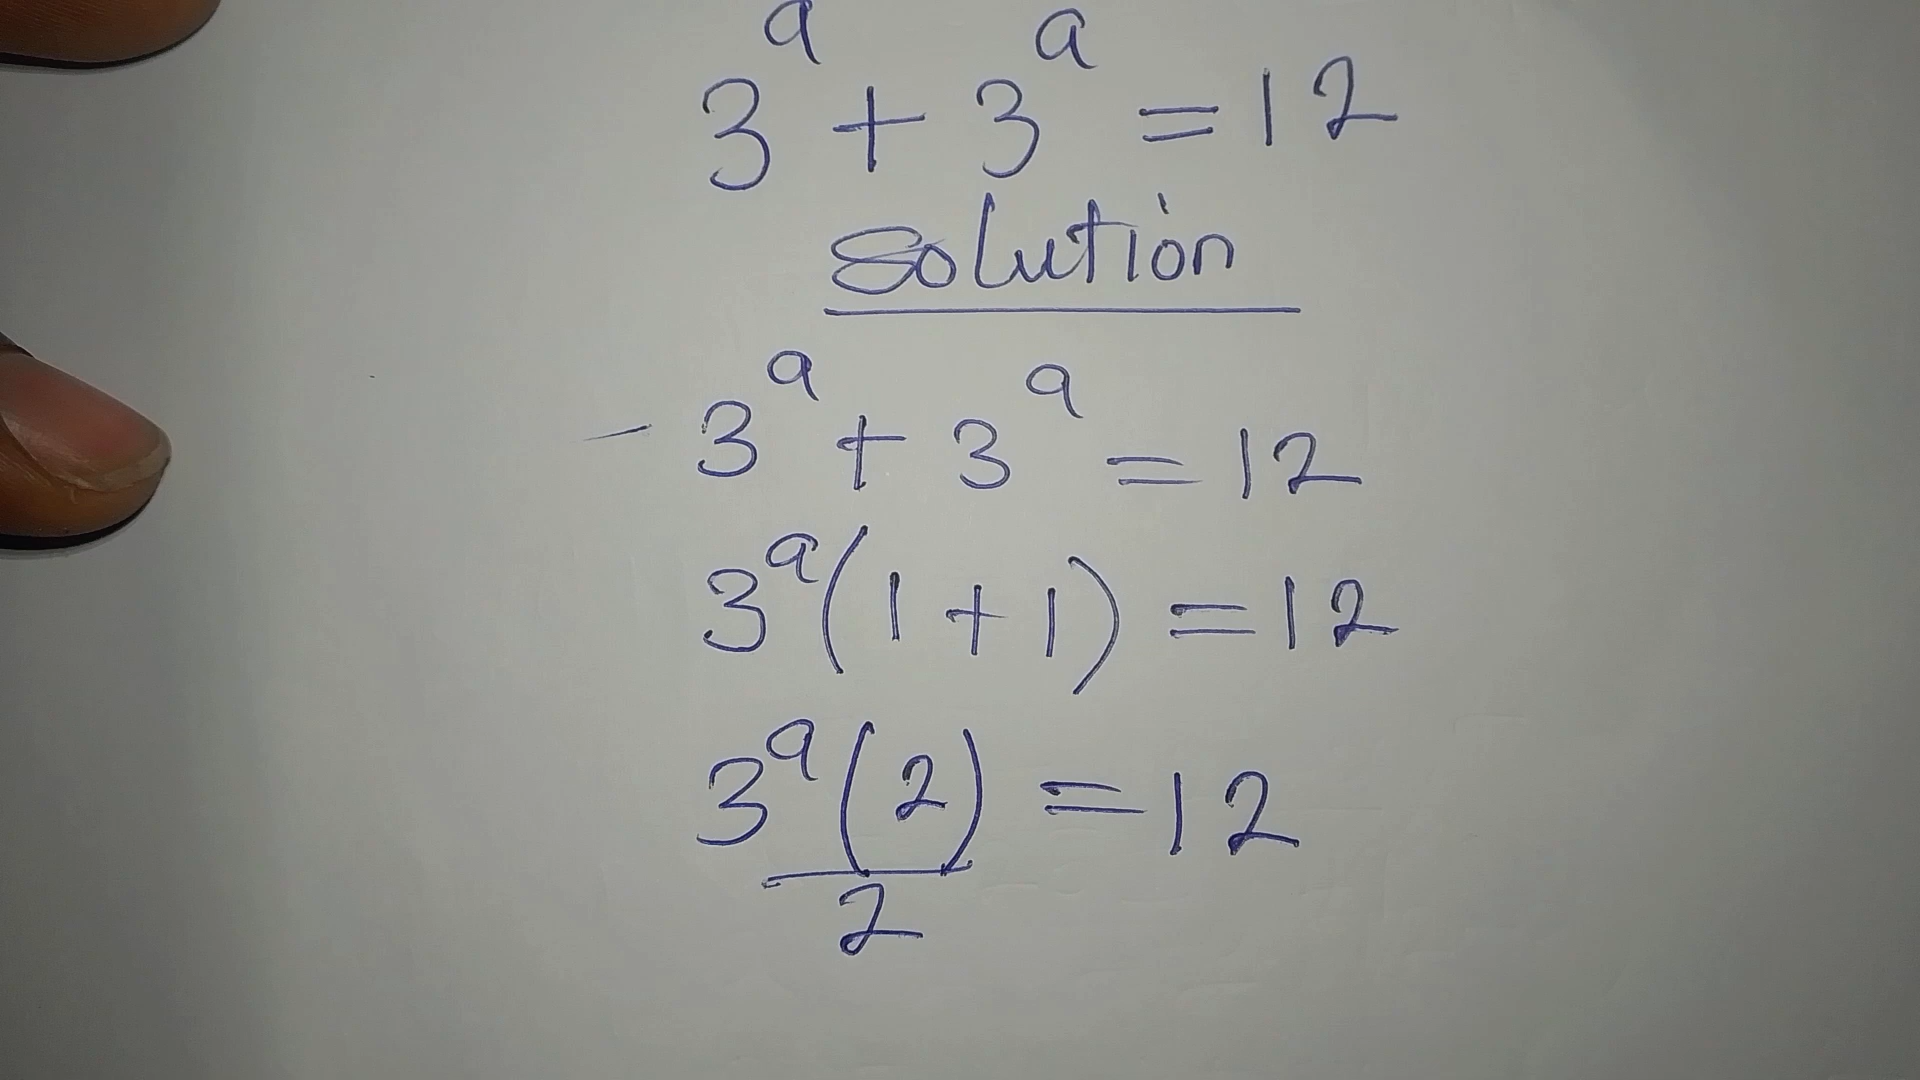 3^a + 3^a = 12
Solution
- 3^a + 3^a = 12
3^a (1 + 1) = 12
3^a (2) = 12
2